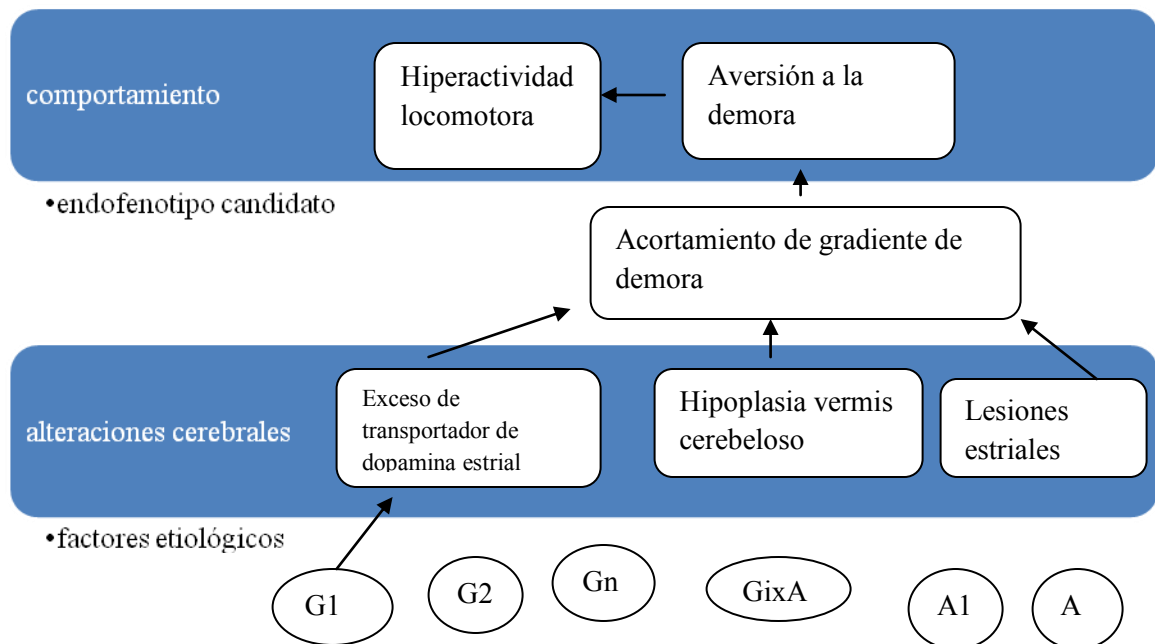 comportamiento
Hiperactividad
locomotora
Aversión a la
demora
•endofenotipo candidato
Acortamiento de gradiente de
demora
alteraciones cerebrales
Exceso de
transportador de
dopamina estrial
Hipoplasia vermis
cerebeloso
Lesiones
estriales
•factores etiológicos
G1
G2
Gn
GixA
A1
A